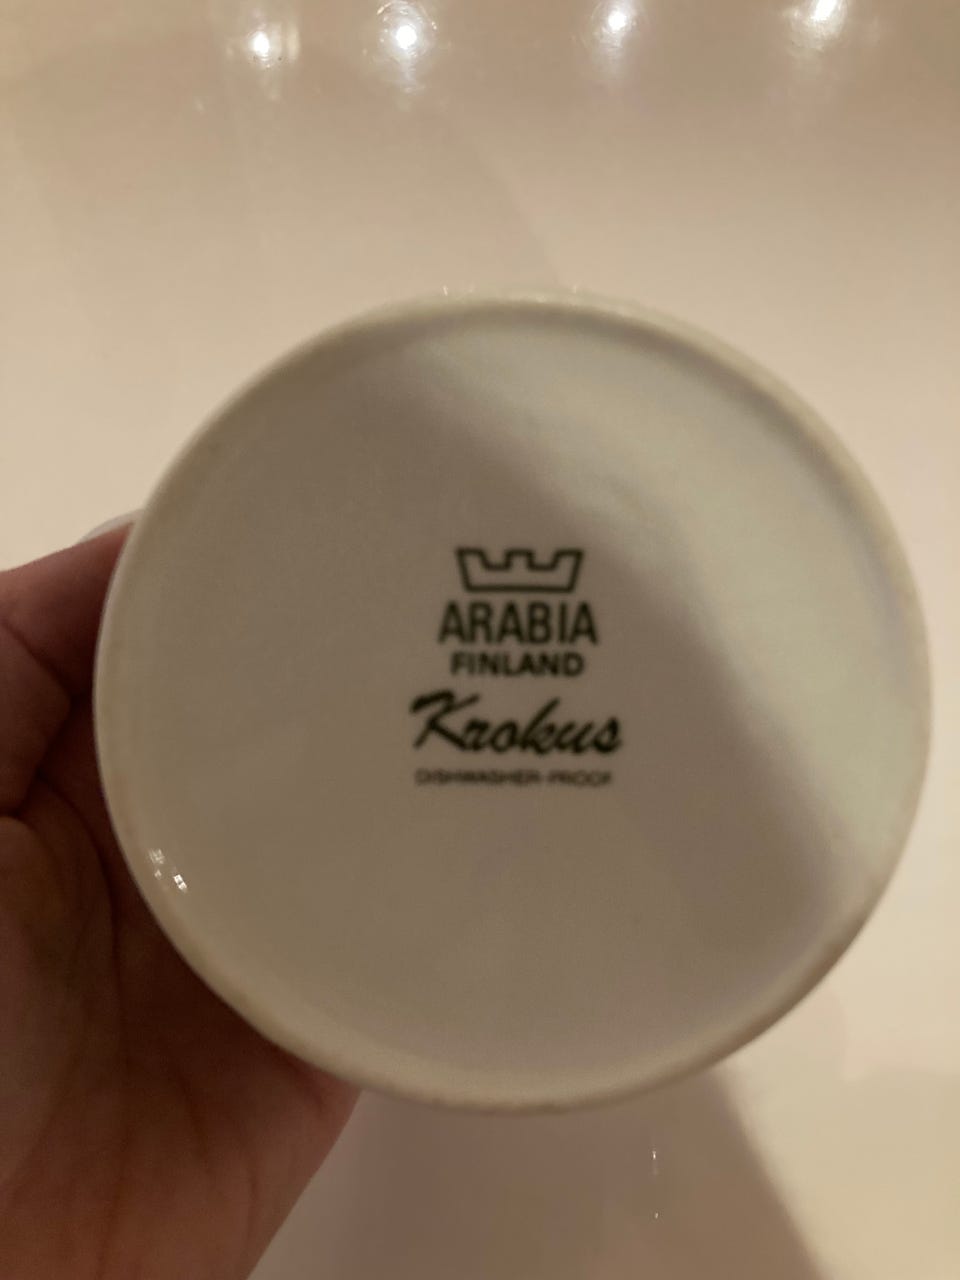 ARABIA
FINLAND
Krokus
DISHWASHER-PROOF